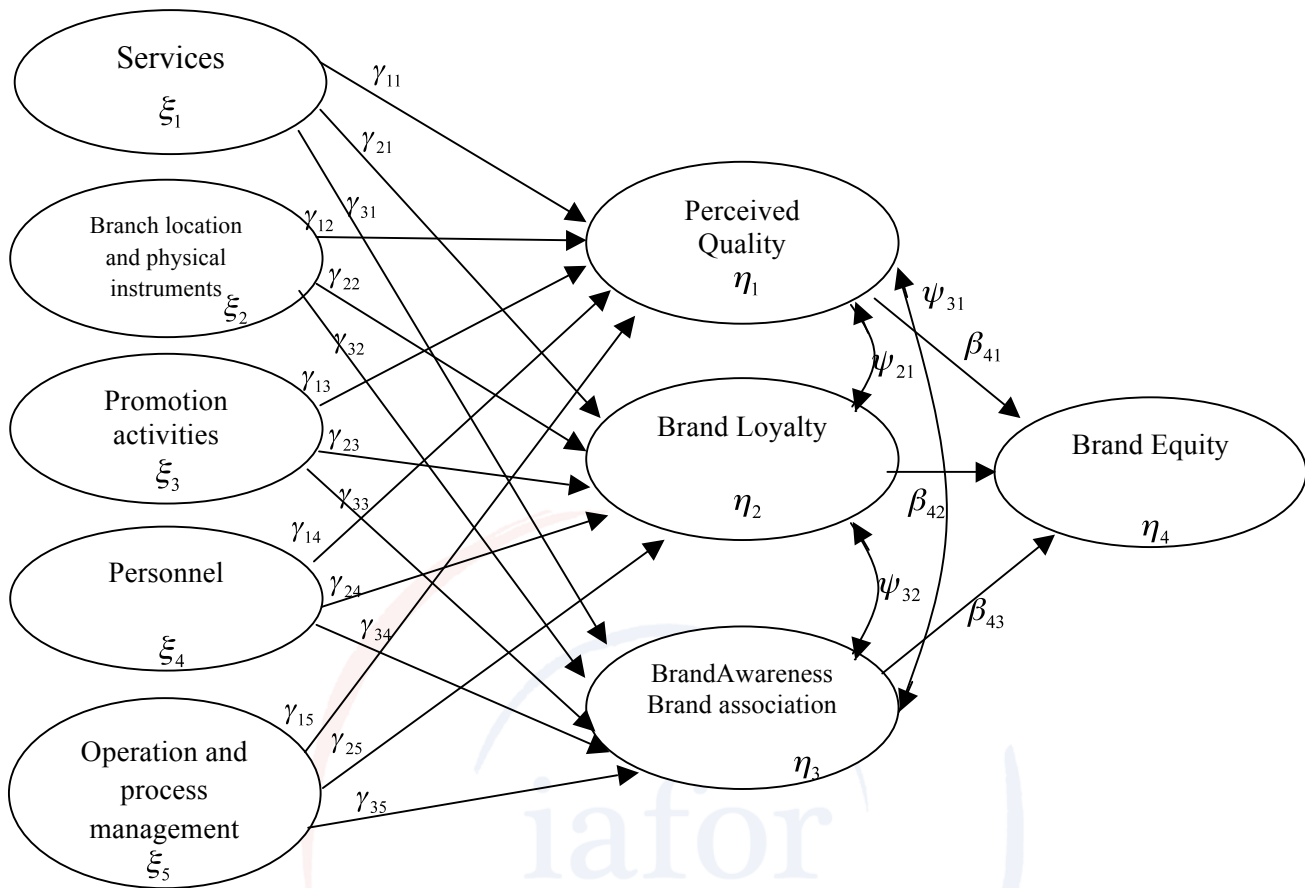 Services
ξ₁
Branch location
and physical
instruments
ξ₂
Promotion
activities
ξ₃
Personnel
ξ₄
Operation and
process
management
ξ₅
γ₁₁
γ₂₁
γ₃₁
γ₁₂
γ₂₂
γ₃₂
γ₁₃
γ₂₃
γ₃₃
γ₁₄
γ₂₄
γ₃₄
γ₁₅
γ₂₅
γ₃₅
Perceived
Quality
η₁
Brand Loyalty
η₂
BrandAwareness
Brand association
η₃
ψ₃₁
ψ₂₁
ψ₃₂
β₄₁
β₄₂
β₄₃
Brand Equity
η₄
iafor